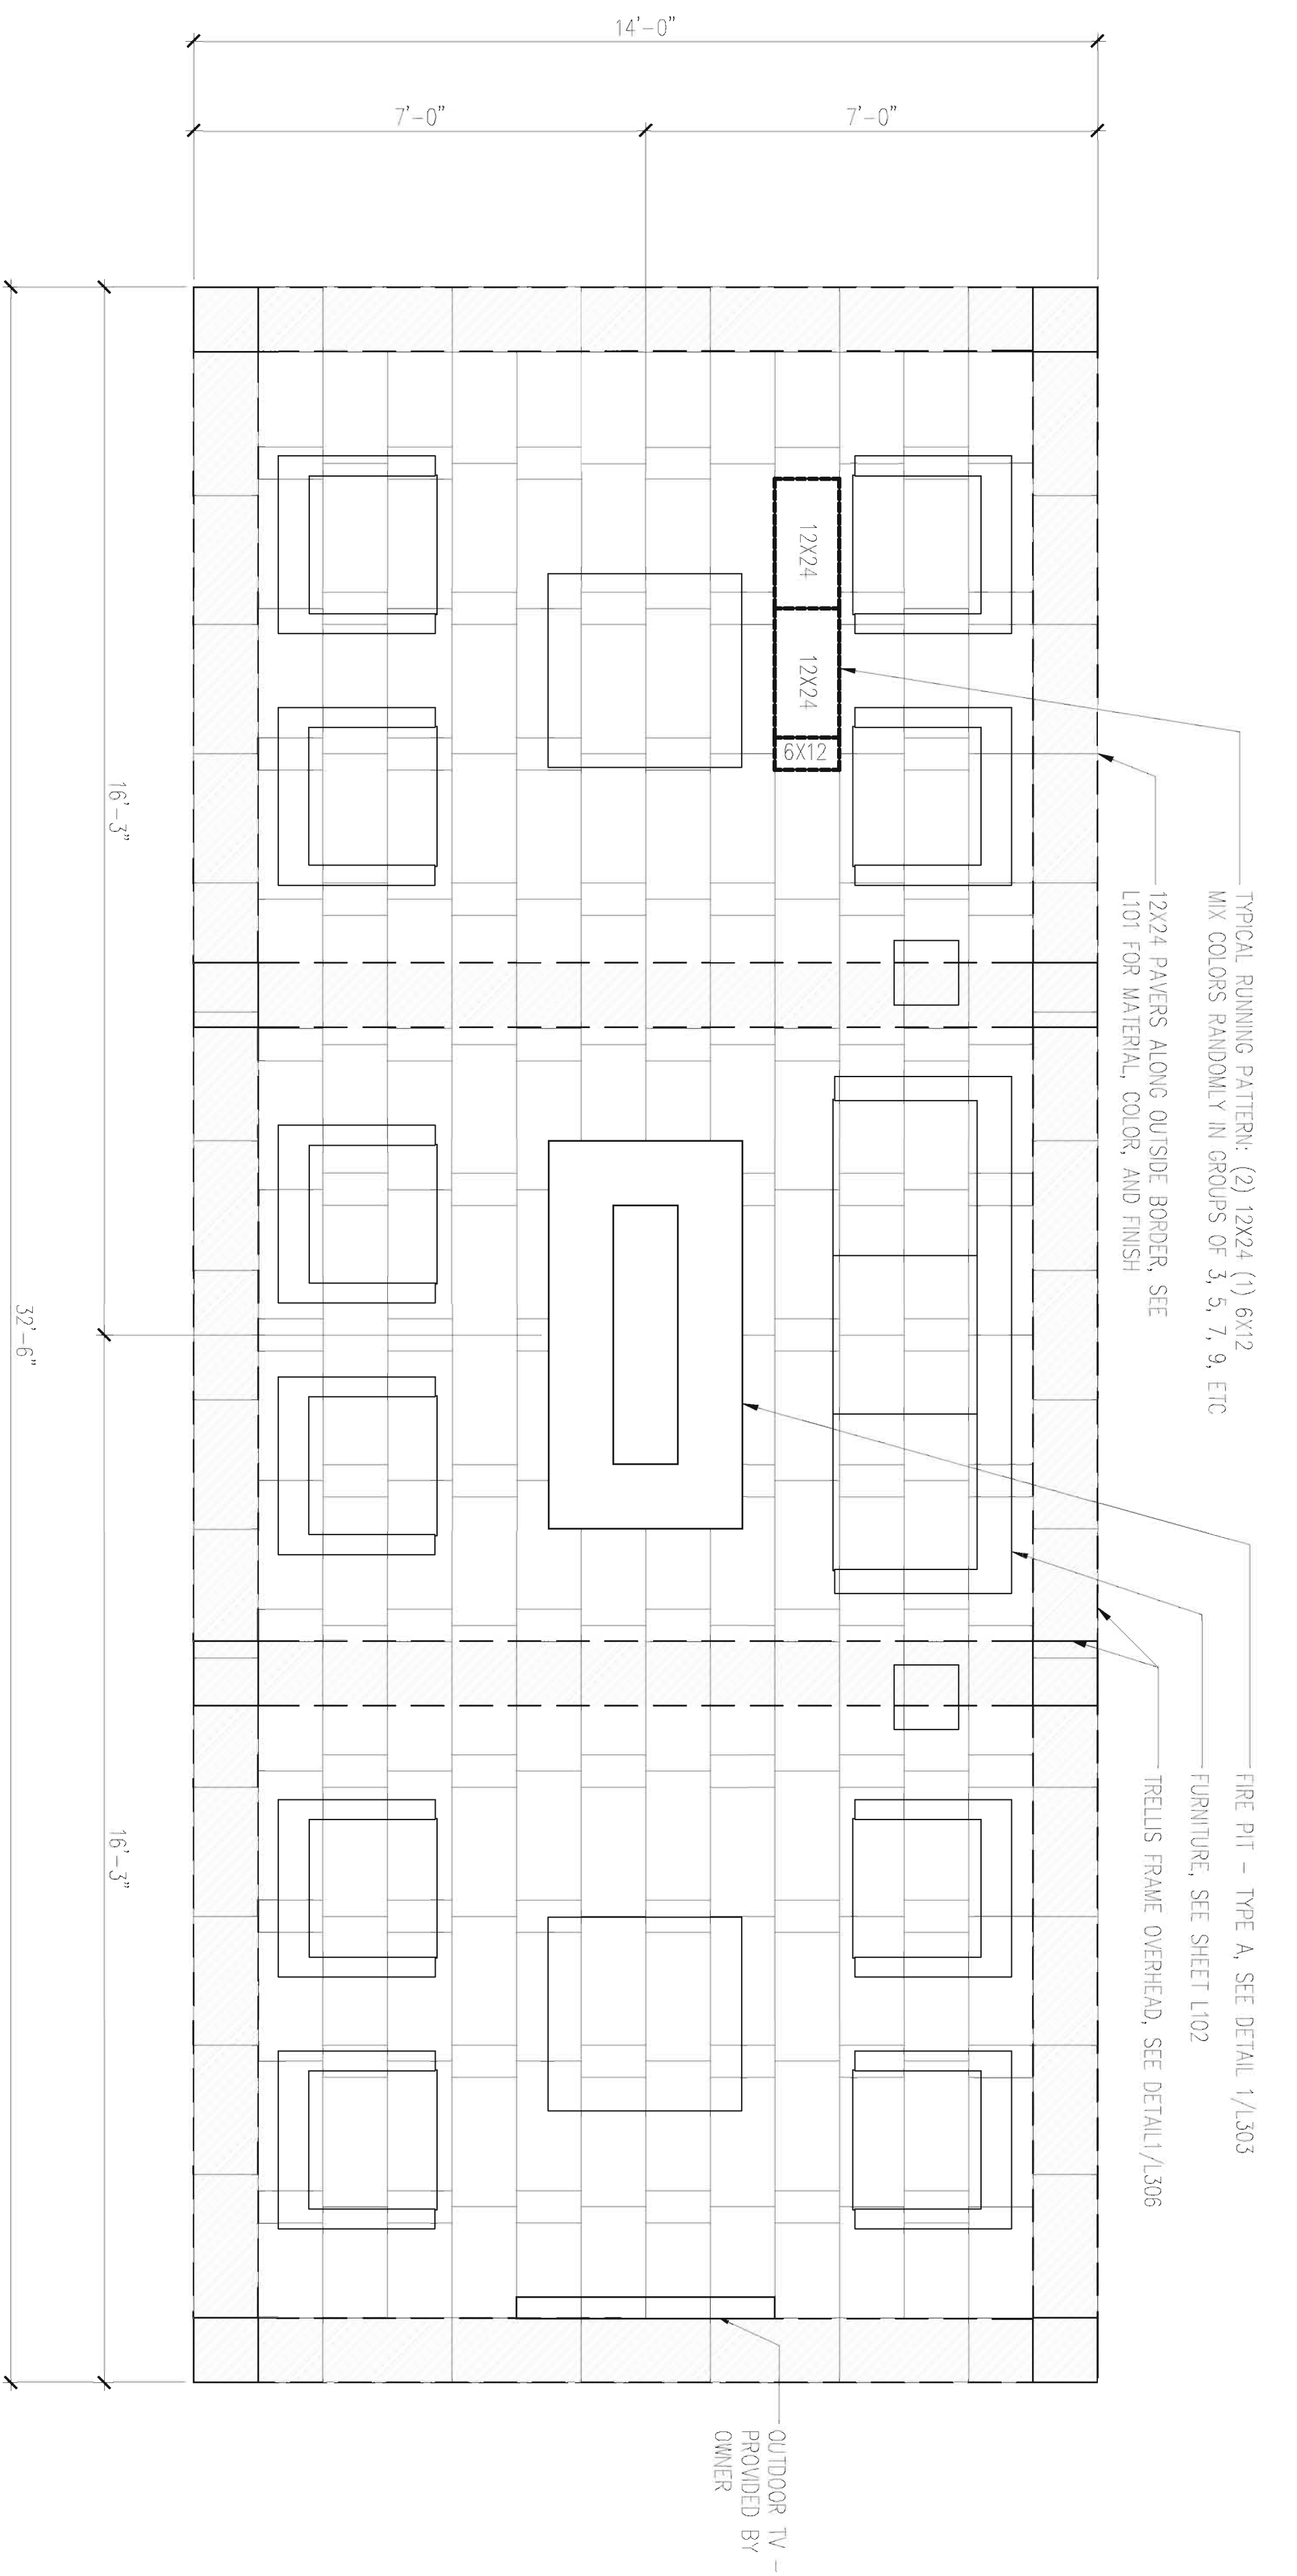 14'-0"
7'-0"
7'-0"
TYPICAL RUNNING PATTERN: (2) 12X24 (1) 6X12
MIX COLORS RANDOMLY IN GROUPS OF 3, 5, 7, 9, ETC
12X24 PAVERS ALONG OUTSIDE BORDER, SEE
L101 FOR MATERIAL, COLOR, AND FINISH
FIRE PIT - TYPE A, SEE DETAIL 1/L303
FURNITURE, SEE SHEET L102
TRELLIS FRAME OVERHEAD, SEE DETAIL1/L306
12X24
12X24
6X12
OUTDOOR TV -
PROVIDED BY
OWNER
16'-3"
16'-3"
32'-6"